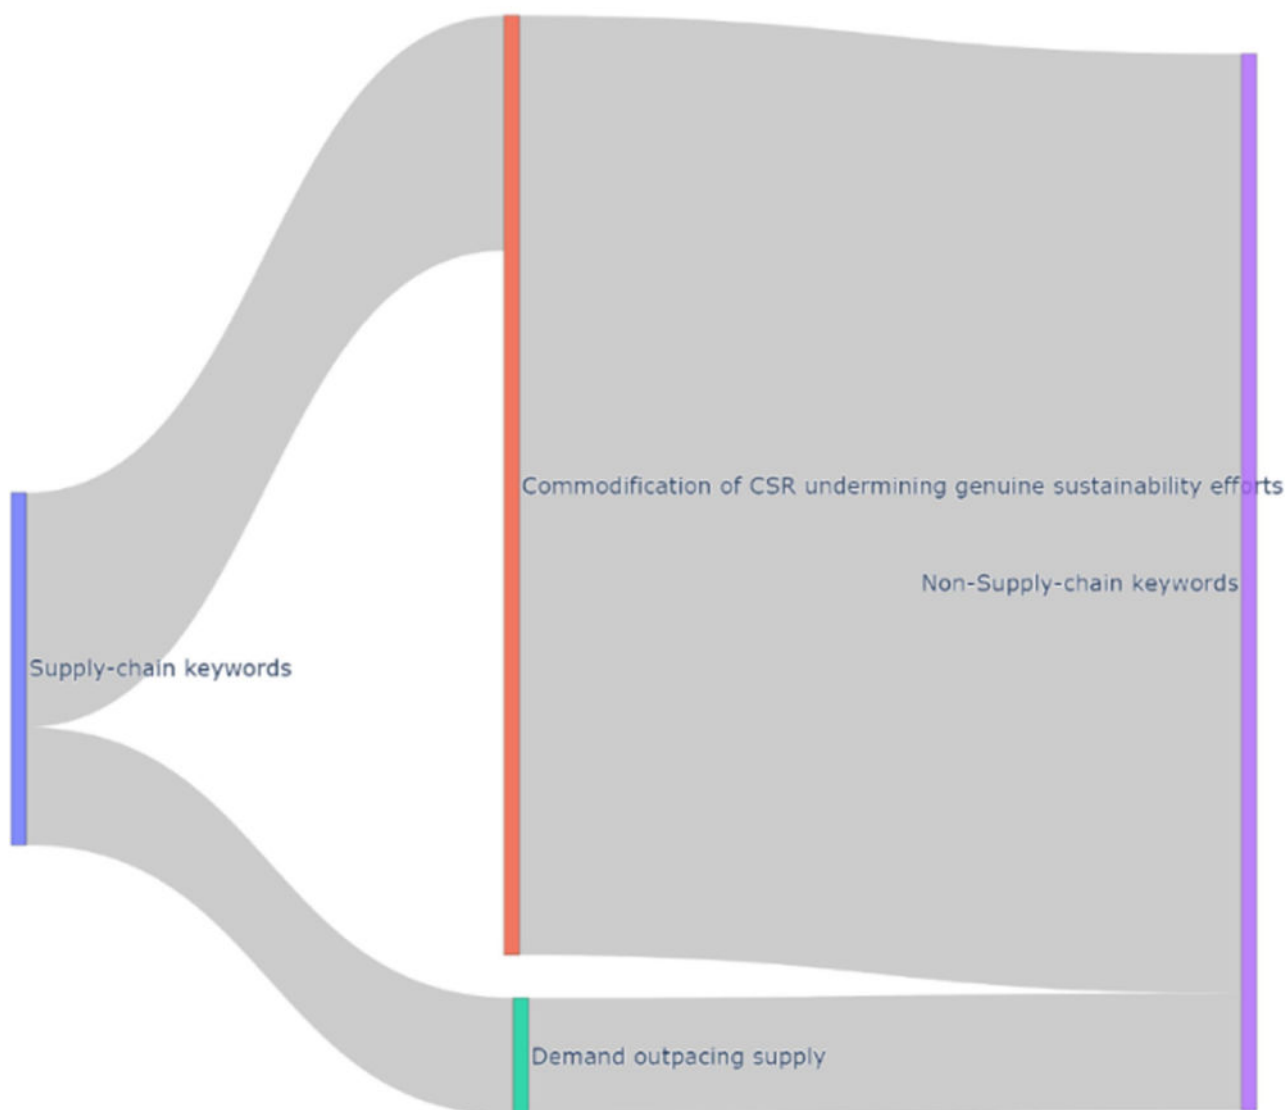 Commodification of CSR undermining genuine sustainability efforts
Non-Supply-chain keywords
Supply-chain keywords
Demand outpacing supply